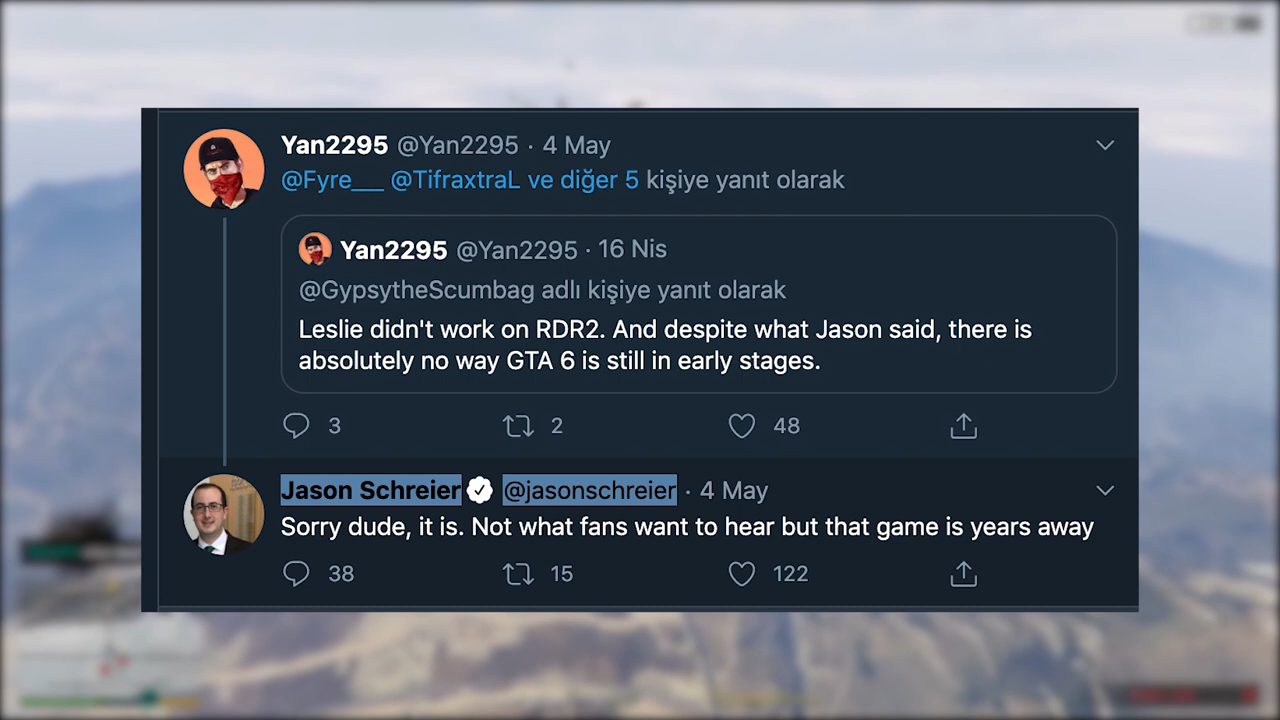 Yan2295 @Yan2295 · 4 May
@Fyre___ @TifraxtraL ve diğer 5 kişiye yanıt olarak
Yan2295 @Yan2295 · 16 Nis
@GypsytheScumbag adlı kişiye yanıt olarak
Leslie didn't work on RDR2. And despite what Jason said, there is
absolutely no way GTA 6 is still in early stages.
3 2 48
Jason Schreier @jasonschreier · 4 May
Sorry dude, it is. Not what fans want to hear but that game is years away
38 15 122